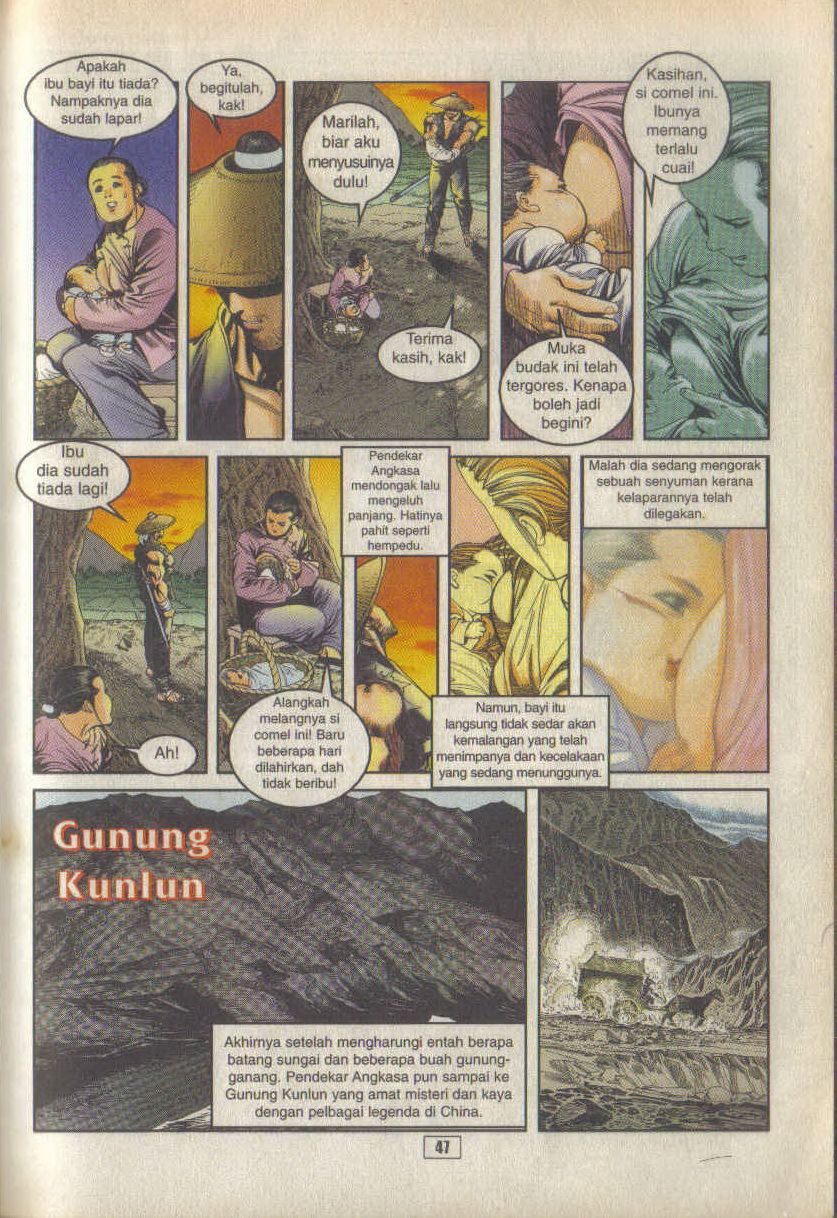 Apakah
ibu bayi itu tiada?
Nampaknya dia
sudah lapar!
Ya,
begitulah,
kak!
Marilah,
biar aku
menyusuinya
dulu!
Terima
kasih, kak!
Muka
budak ini telah
tergores. Kenapa
boleh jadi
begini?
Kasihan,
si comel ini.
Ibunya
memang
terlalu
cuai!
Ibu
dia sudah
tiada lagi!
Ah!
Alangkah
melangnya si
comel ini! Baru
beberapa hari
dilahirkan, dah
tidak beribu!
Pendekar
Angkasa
mendongak lalu
mengeluh
panjang. Hatinya
pahit seperti
hempedu.
Namun, bayi itu
langsung tidak sedar akan
kemalangan yang telah
menimpanya dan kecelakaan
yang sedang menunggunya.
Malah dia sedang mengorak
sebuah senyuman kerana
kelaparannya telah
dilegakan.
Gunung
Kunlun
Akhirnya setelah mengharungi entah berapa
batang sungai dan beberapa buah gunung-
ganang. Pendekar Angkasa pun sampai ke
Gunung Kunlun yang amat misteri dan kaya
dengan pelbagai legenda di China.
47